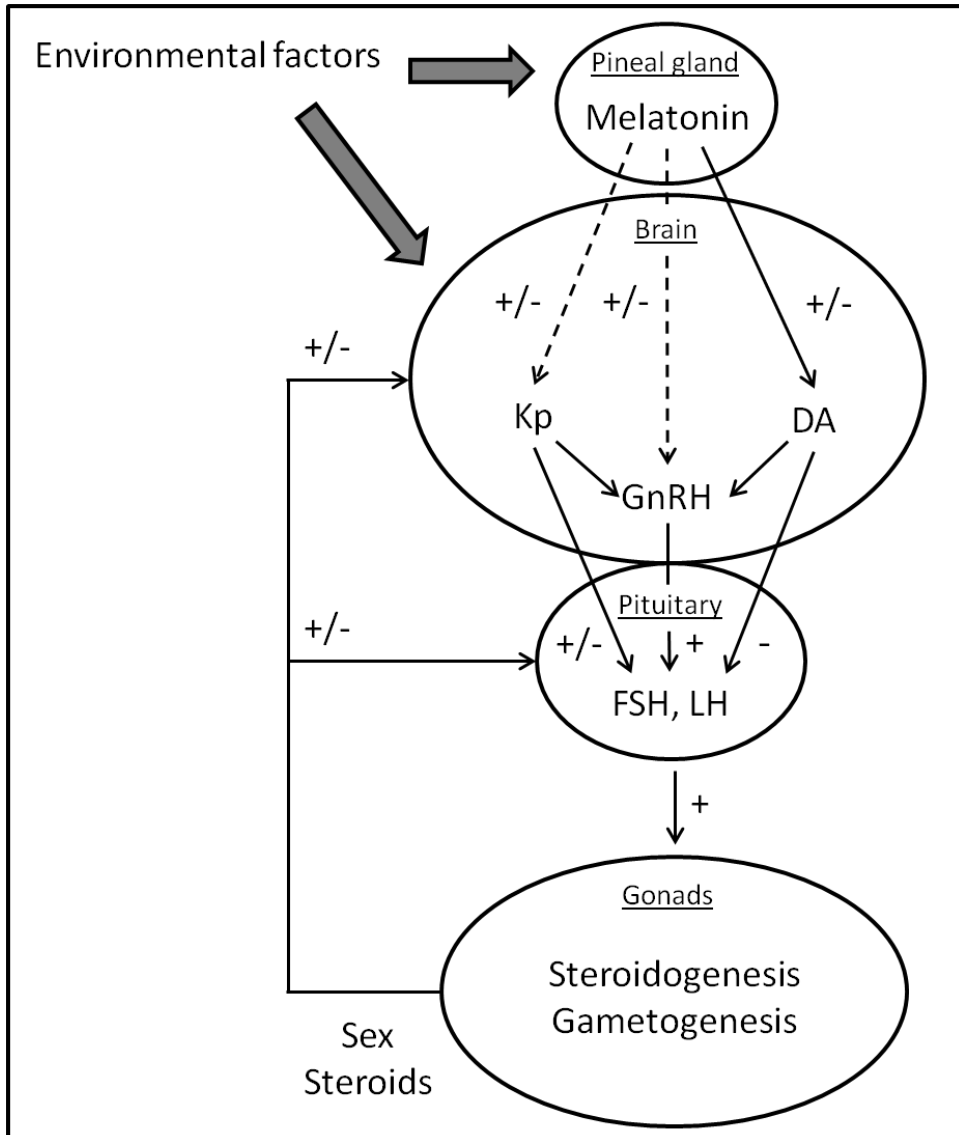 Environmental factors
Pineal gland
Melatonin
Brain
+/-
+/-
+/-
+/-
Kp
DA
GnRH
Pituitary
+/-
+/-
+
-
FSH, LH
+
Gonads
Steroidogenesis
Gametogenesis
Sex
Steroids